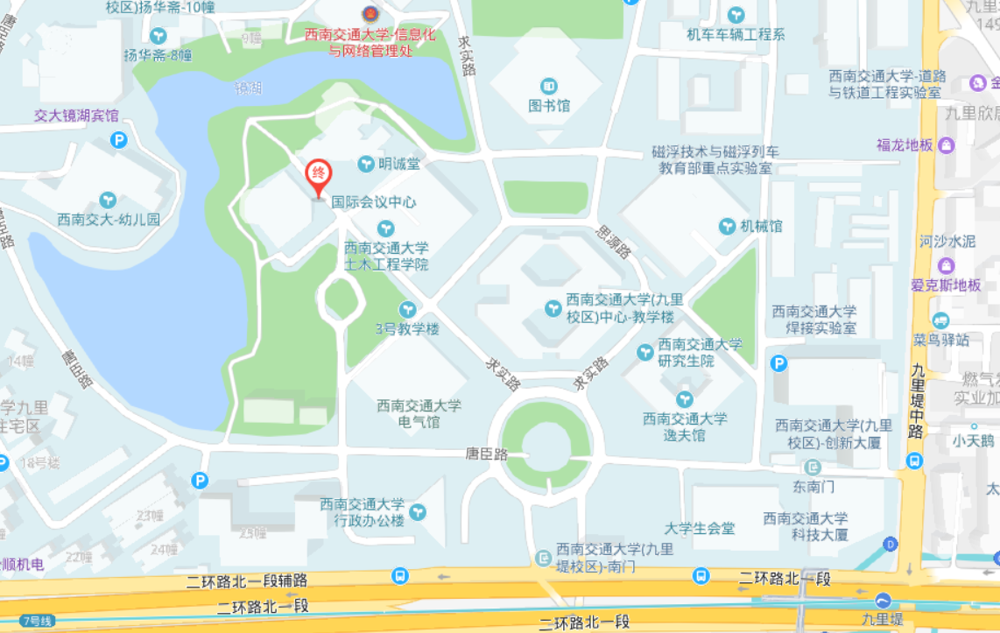 校区)扬华斋-10幢
扬华斋-8幢
9幢
西南交通大学-信息化
与网络管理处
求实路
机车车辆工程系
西南交通大学-道路
与铁道工程实验室
镜湖
图书馆
交大镜湖宾馆
P
九里欣
福龙地板
磁浮技术与磁浮列车
教育部重点实验室
明诚堂
终
国际会议中心
西南交大-幼儿园
机械馆
思源路
西南交通大学
土木工程学院
河沙水泥
爱克斯地板
西南交通大学(九里
校区)中心-教学楼
3号教学楼
西南交通大学
焊接实验室
菜鸟驿站
西南交通大学
研究生院
14幢
唐臣路
求实路
求实路
P
九里堤中路
燃气
实业加
学九里
住宅区
西南交通大学
电气馆
西南交通大学
逸夫馆
西南交通大学(九里
校区)-创新大厦
小天鹅
唐臣路
18号楼
P
东南门
太
西南交通大学
行政办公楼
23幢
25幢
24幢
22幢
大学生会堂
西南交通大学
科技大厦
D
西南交通大学(九里
堤校区)-南门
顺机电
二环路北一段辅路
二环路北一段
二环路北一段
7号线
二环路北一段
九里堤